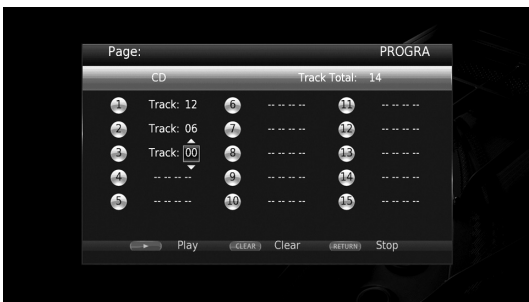 Page: PROGRA
CD Track Total: 14
1 Track: 12 6 -- -- -- -- 11 -- -- -- --
2 Track: 06 7 -- -- -- -- 12 -- -- -- --
3 Track: 00 8 -- -- -- -- 13 -- -- -- --
4 -- -- -- -- 9 -- -- -- -- 14 -- -- -- --
5 -- -- -- -- 10 -- -- -- -- 15 -- -- -- --
Play CLEAR Clear RETURN Stop